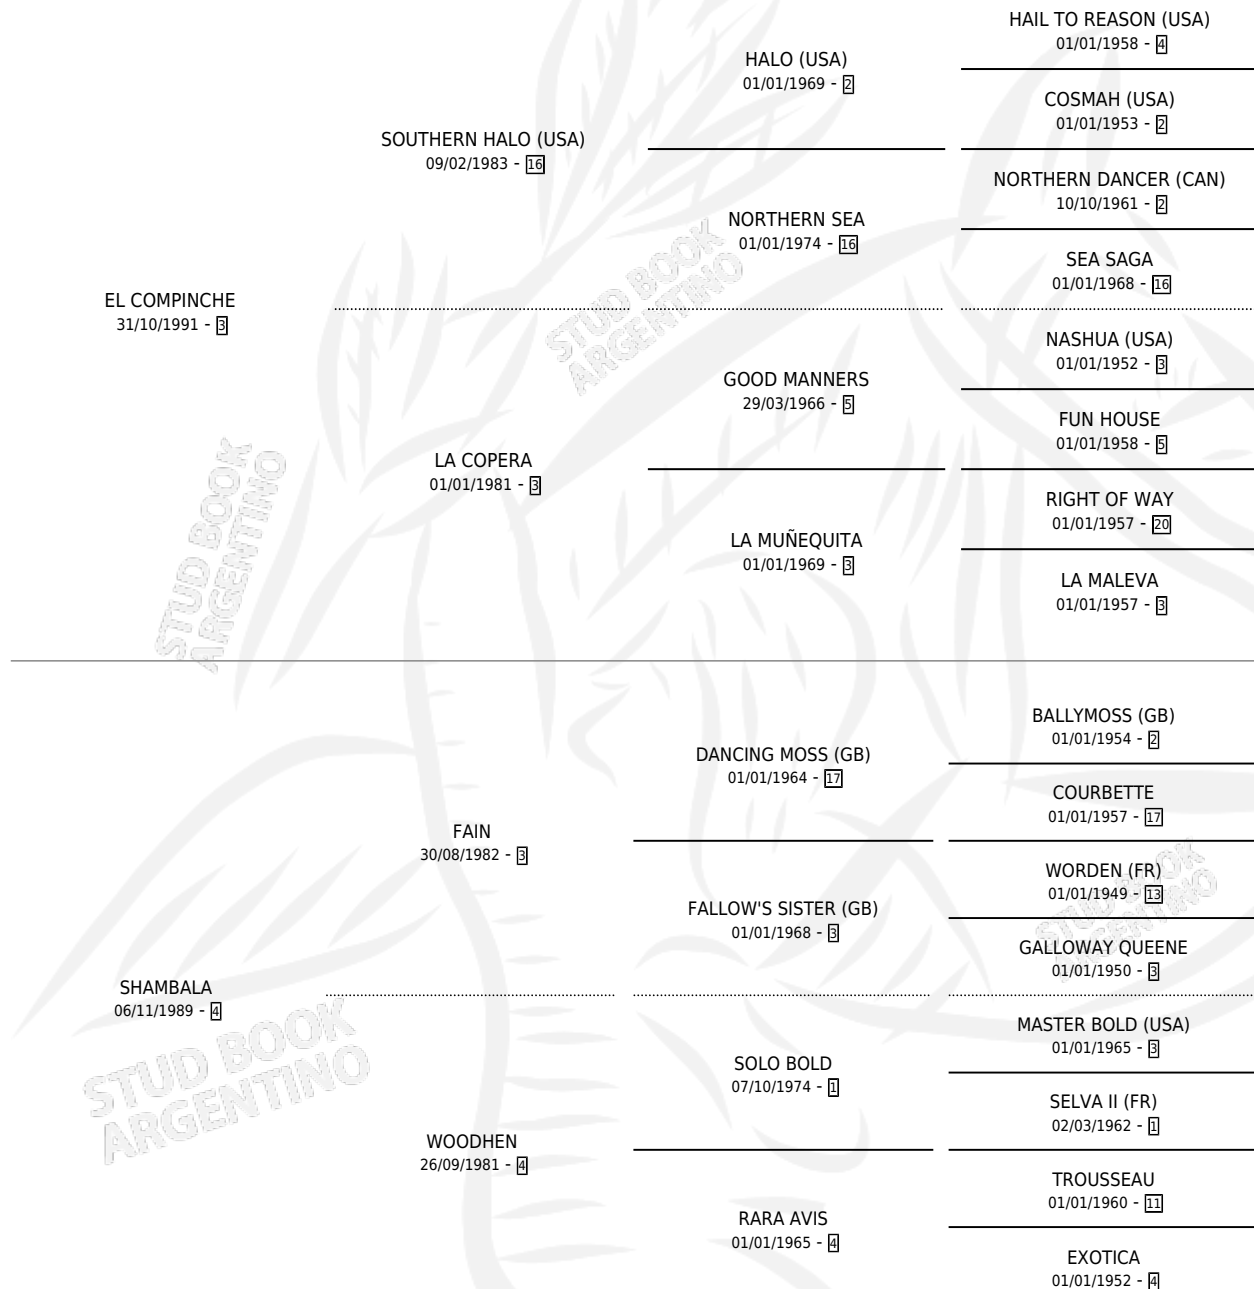 HAIL TO REASON (USA)
01/01/1958 - 4
HALO (USA)
01/01/1969 - 2
COSMAH (USA)
01/01/1953 - 2
SOUTHERN HALO (USA)
09/02/1983 - 16
NORTHERN DANCER (CAN)
10/10/1961 - 2
NORTHERN SEA
01/01/1974 - 16
SEA SAGA
01/01/1968 - 16
EL COMPINCHE
31/10/1991 - 3
NASHUA (USA)
01/01/1952 - 3
GOOD MANNERS
29/03/1966 - 5
FUN HOUSE
01/01/1958 - 5
LA COPERA
01/01/1981 - 3
RIGHT OF WAY
01/01/1957 - 20
LA MUÑEQUITA
01/01/1969 - 3
LA MALEVA
01/01/1957 - 3
BALLYMOSS (GB)
01/01/1954 - 2
DANCING MOSS (GB)
01/01/1964 - 17
COURBETTE
01/01/1957 - 17
FAIN
30/08/1982 - 3
WORDEN (FR)
01/01/1949 - 13
FALLOW'S SISTER (GB)
01/01/1968 - 3
GALLOWAY QUEENE
01/01/1950 - 3
SHAMBALA
06/11/1989 - 4
MASTER BOLD (USA)
01/01/1965 - 3
SOLO BOLD
07/10/1974 - 1
SELVA II (FR)
02/03/1962 - 1
WOODHEN
26/09/1981 - 4
TROUSSEAU
01/01/1960 - 11
RARA AVIS
01/01/1965 - 4
EXOTICA
01/01/1952 - 4
STUD BOOK
ARGENTINO
STUD BOOK
ARGENTINO
STUD BOOK
ARGENTINO
STUD BOOK
ARGENTINO